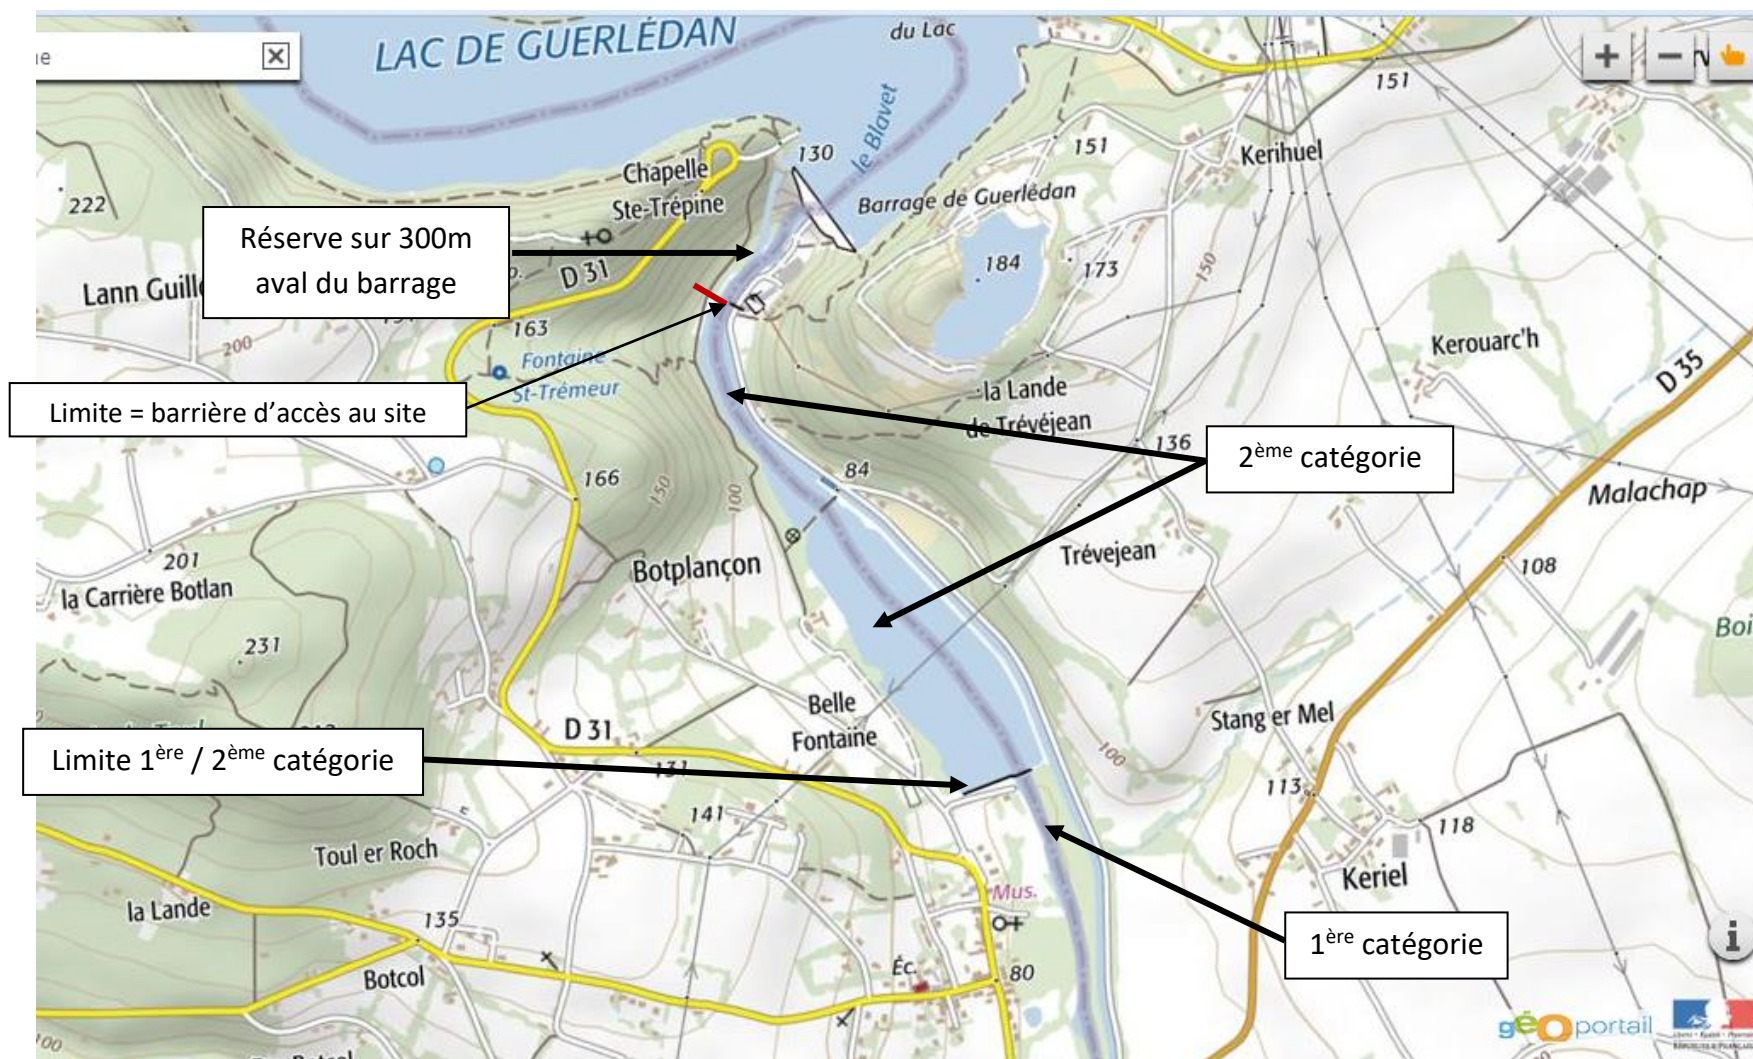 ne
LAC DE GUERLÉDAN
du Lac
151
le Blavet
130
151
Kerihuel
222
Chapelle
Ste-Trépine
Barrage de Guerlédan
Réserve sur 300m
aval du barrage
D 31
184
173
150
Lann Guill
163
200
Fontaine
St-Trémeur
Kerouarc'h
D 35
Limite = barrière d'accès au site
la Lande
de Trévéjean
136
2ème catégorie
84
166
150
100
Malachap
201
la Carrière Botlan
Botplançon
Trévejean
108
231
Boi
Belle
Fontaine
Stang er Mel
D 31
100
Limite 1ère / 2ème catégorie
131
113
141
118
Toul er Roch
Keriel
Mus.
la Lande
135
1ère catégorie
Botcol
Éc.
80
100
géoportail